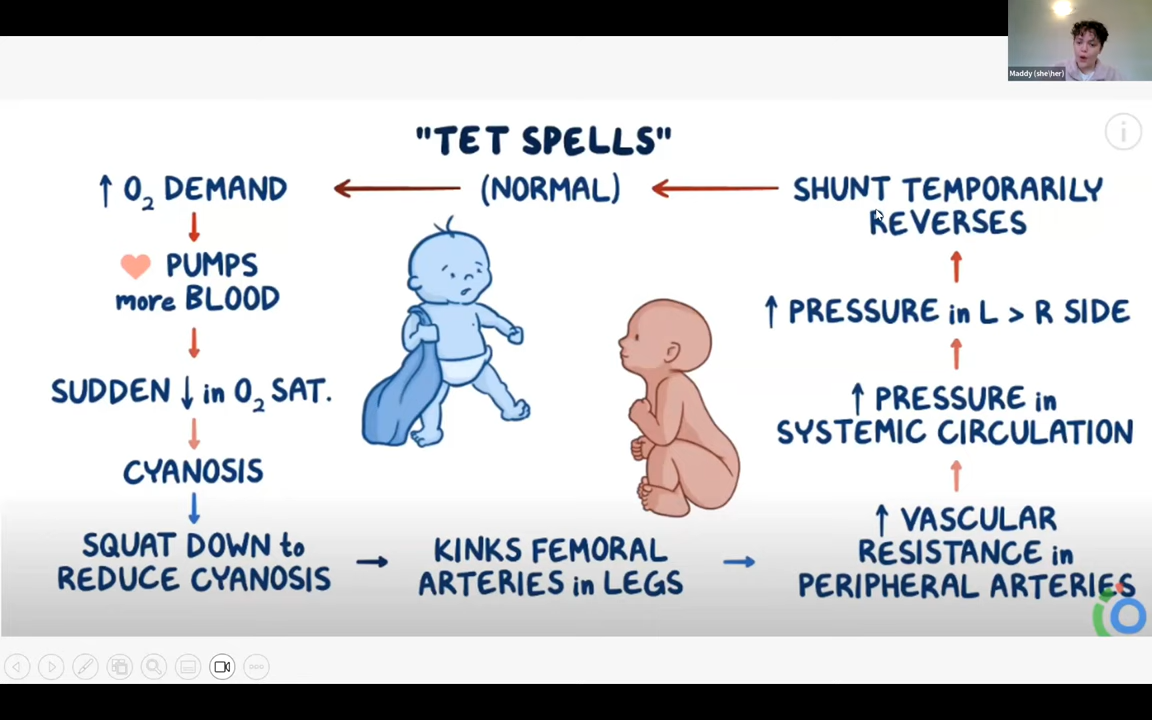 Maddy (she\her)
"TET SPELLS"
↑ O₂ DEMAND
(NORMAL)
SHUNT TEMPORARILY
REVERSES
PUMPS
more BLOOD
↑ PRESSURE in L > R SIDE
SUDDEN ↓ in O₂ SAT.
↑ PRESSURE in
SYSTEMIC CIRCULATION
CYANOSIS
SQUAT DOWN to
REDUCE CYANOSIS
KINKS FEMORAL
ARTERIES in LEGS
↑ VASCULAR
RESISTANCE in
PERIPHERAL ARTERIES